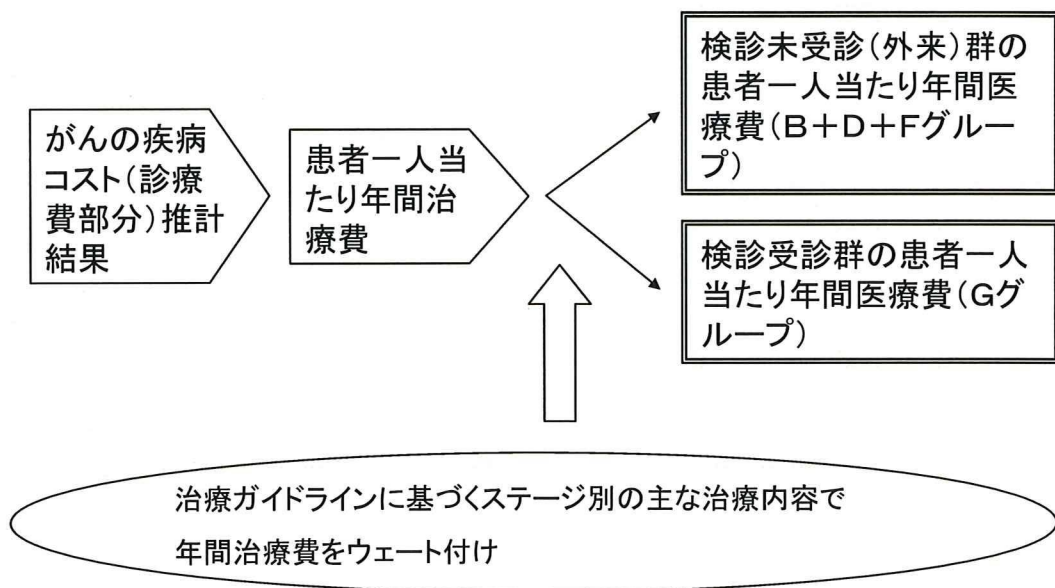 がんの疾病
コスト(診療
費部分)推計
結果
患者一人当
たり年間治
療費
検診未受診(外来)群の
患者一人当たり年間医
療費(B+D+Fグルー
プ)
検診受診群の患者一人
当たり年間医療費(Gグ
ループ)
治療ガイドラインに基づくステージ別の主な治療内容で
年間治療費をウェート付け